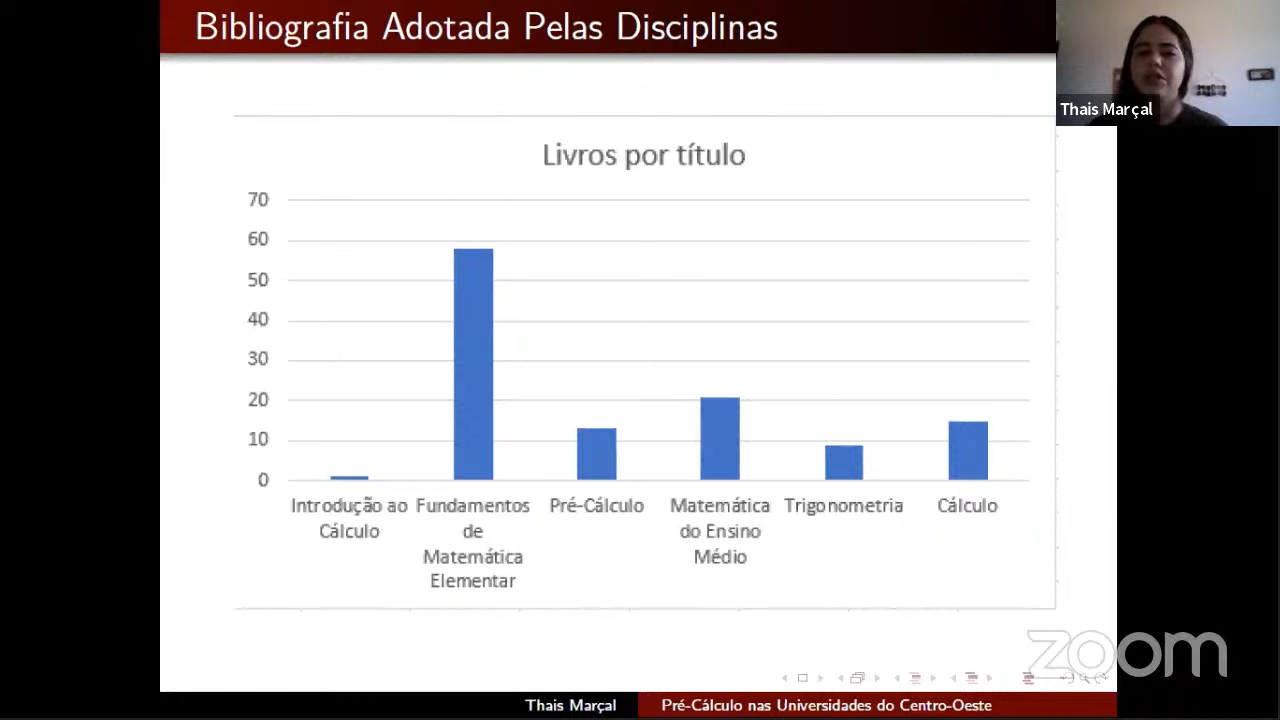 Bibliografia Adotada Pelas Disciplinas
Thais Marçal
Livros por título
70
60
50
40
30
20
10
0
Introdução ao
Cálculo
Fundamentos
de
Matemática
Elementar
Pré-Cálculo
Matemática
do Ensino
Médio
Trigonometria
Cálculo
zoom
Thais Marçal
Pré-Cálculo nas Universidades do Centro-Oeste